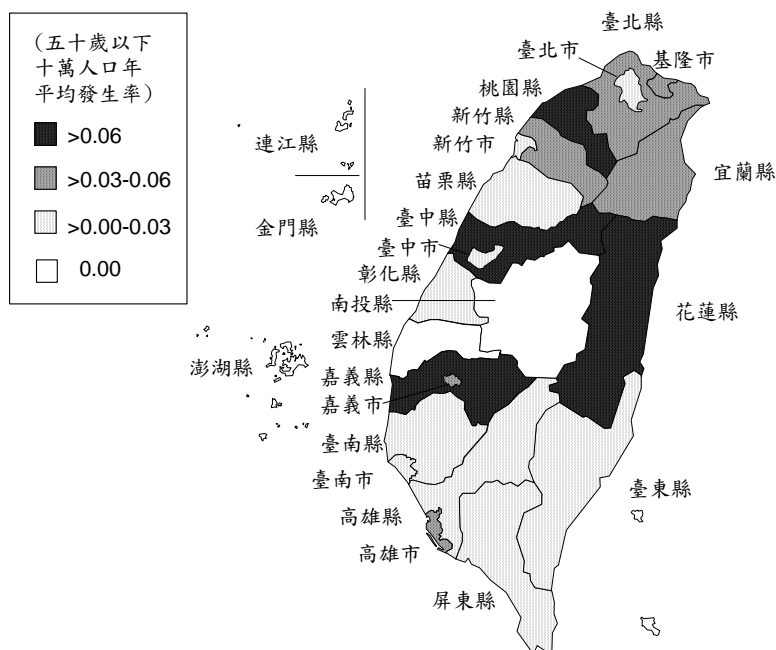 (五十歲以下
十萬人口年
平均發生率)
>0.06
>0.03-0.06
>0.00-0.03
0.00
臺北縣
臺北市
基隆市
桃園縣
新竹縣
新竹市
連江縣
宜蘭縣
苗栗縣
金門縣
臺中縣
臺中市
彰化縣
南投縣
花蓮縣
雲林縣
澎湖縣
嘉義縣
嘉義市
臺南縣
臺南市
臺東縣
高雄縣
高雄市
屏東縣